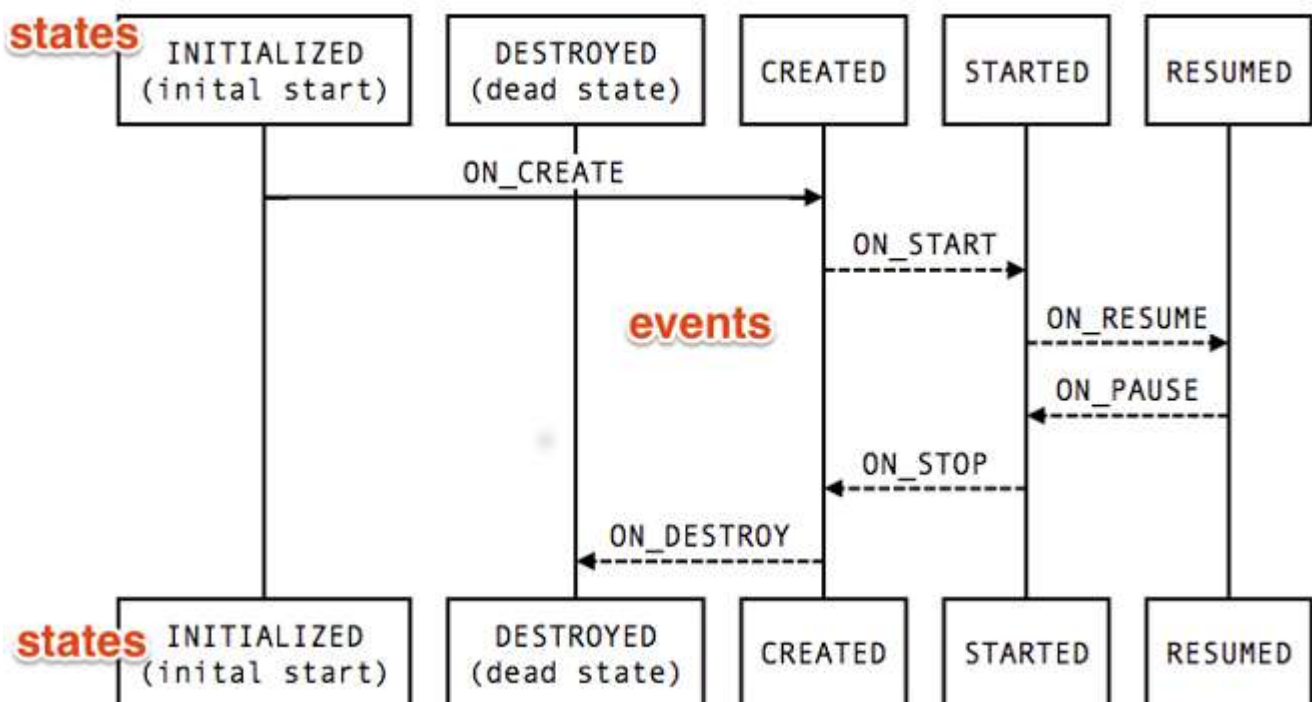 states
INITIALIZED
(inital start)
DESTROYED
(dead state)
CREATED
STARTED
RESUMED
ON_CREATE
ON_START
events
ON_RESUME
ON_PAUSE
ON_STOP
ON_DESTROY
states
INITIALIZED
(inital start)
DESTROYED
(dead state)
CREATED
STARTED
RESUMED